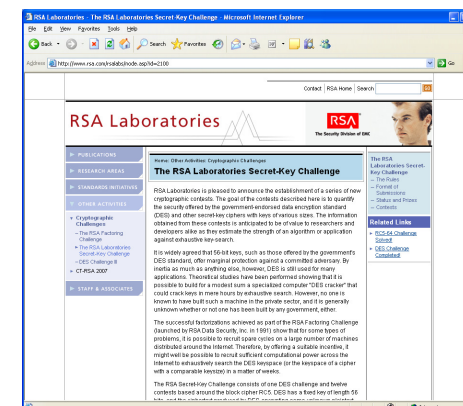 RSA Laboratories - The RSA Laboratories Secret-Key Challenge - Microsoft Internet Explorer
File Edit View Favorites Tools Help
Back Search Favorites
Address http://www.rsa.com/rsalabs/node.asp?id=2100 Go
Contact RSA Home Search GO
RSA Laboratories
RSA
The Security Division of EMC
PUBLICATIONS
RESEARCH AREAS
STANDARDS INITIATIVES
OTHER ACTIVITIES
Cryptographic
Challenges
The RSA Factoring
Challenge
The RSA Laboratories
Secret-Key Challenge
DES Challenge III
CT-RSA 2007
STAFF & ASSOCIATES
Home: Other Activities: Cryptographic Challenges:
The RSA Laboratories Secret-Key Challenge
RSA Laboratories is pleased to announce the establishment of a series of new
cryptographic contests. The goal of the contests described here is to quantify
the security offered by the government-endorsed data encryption standard
(DES) and other secret-key ciphers with keys of various sizes. The information
obtained from these contests is anticipated to be of value to researchers and
developers alike as they estimate the strength of an algorithm or application
against exhaustive key-search.
It is widely agreed that 56-bit keys, such as those offered by the government's
DES standard, offer marginal protection against a committed adversary. By
inertia as much as anything else, however, DES is still used for many
applications. Theoretical studies have been performed showing that it is
possible to build for a modest sum a specialized computer "DES cracker" that
could crack keys in mere hours by exhaustive search. However, no one is
known to have built such a machine in the private sector, and it is generally
unknown whether or not one has been built by any government, either.
The successful factorizations achieved as part of the RSA Factoring Challenge
(launched by RSA Data Security, Inc. in 1991) show that for some types of
problems, it is possible to recruit spare cycles on a large number of machines
distributed around the Internet. Therefore, by offering a suitable incentive, it
might well be possible to recruit sufficient computational power across the
Internet to exhaustively search the DES keyspace (or the keyspace of a cipher
with a comparable keysize) in a matter of weeks.
The RSA Secret-Key Challenge consists of one DES challenge and twelve
contests based around the block cipher RC5. DES has a fixed key of length 56
The RSA
Laboratories Secret-
Key Challenge
The Rules
Format of
Submissions
Status and Prizes
Contests
Related Links
RC5-64 Challenge
Solved!
DES Challenge
Completed!